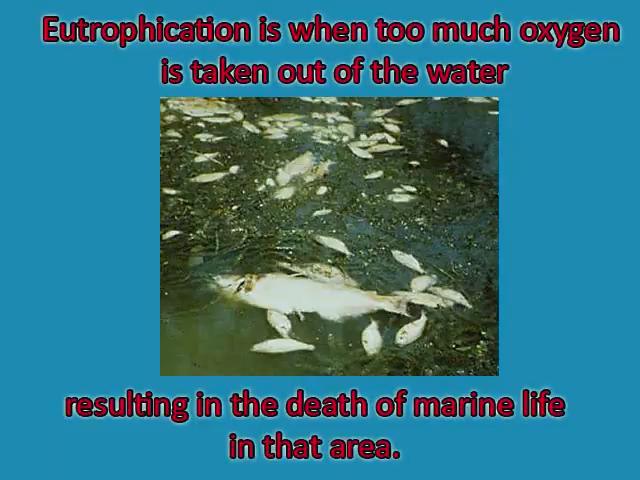 Eutrophication is when too much oxygen
is taken out of the water
resulting in the death of marine life
in that area.